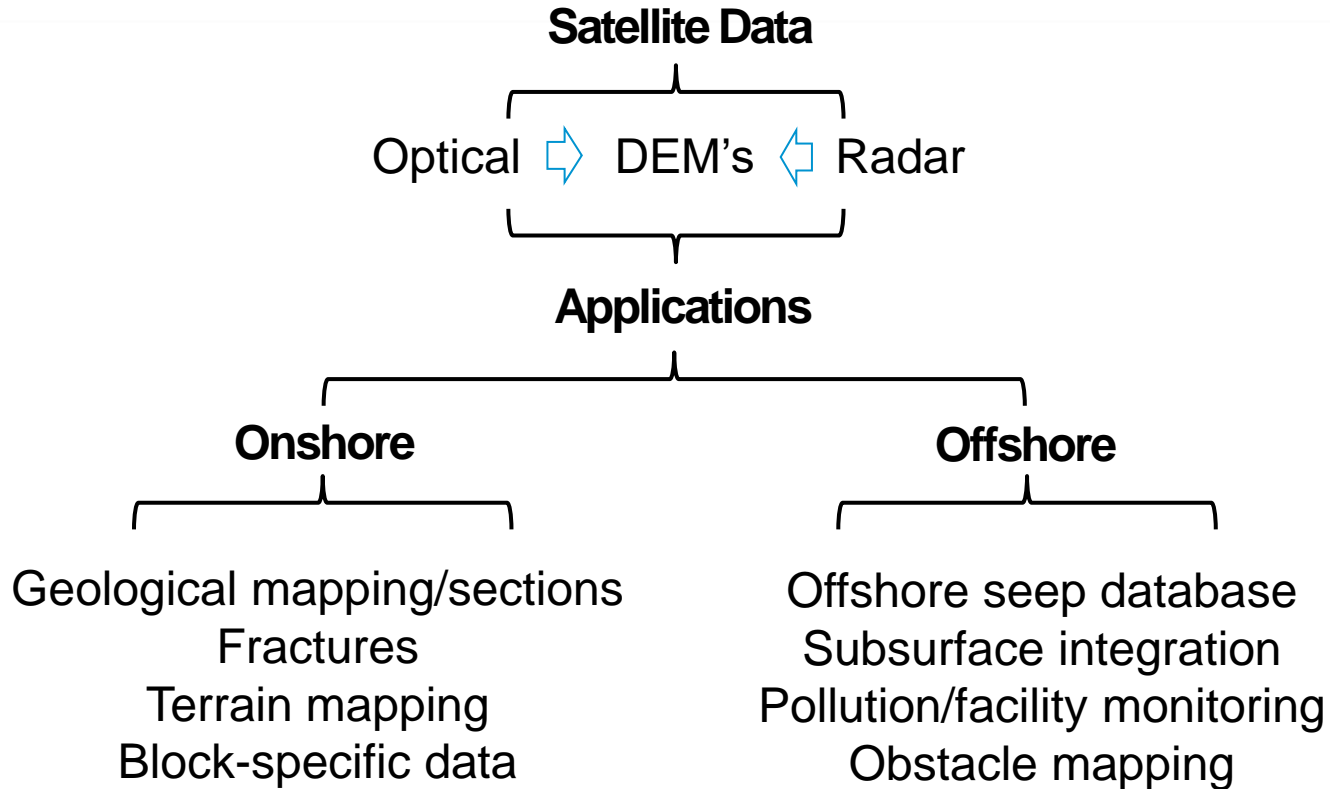 Satellite Data
Optical DEM's Radar
Applications
Onshore Offshore
Geological mapping/sections
Fractures
Terrain mapping
Block-specific data
Offshore seep database
Subsurface integration
Pollution/facility monitoring
Obstacle mapping